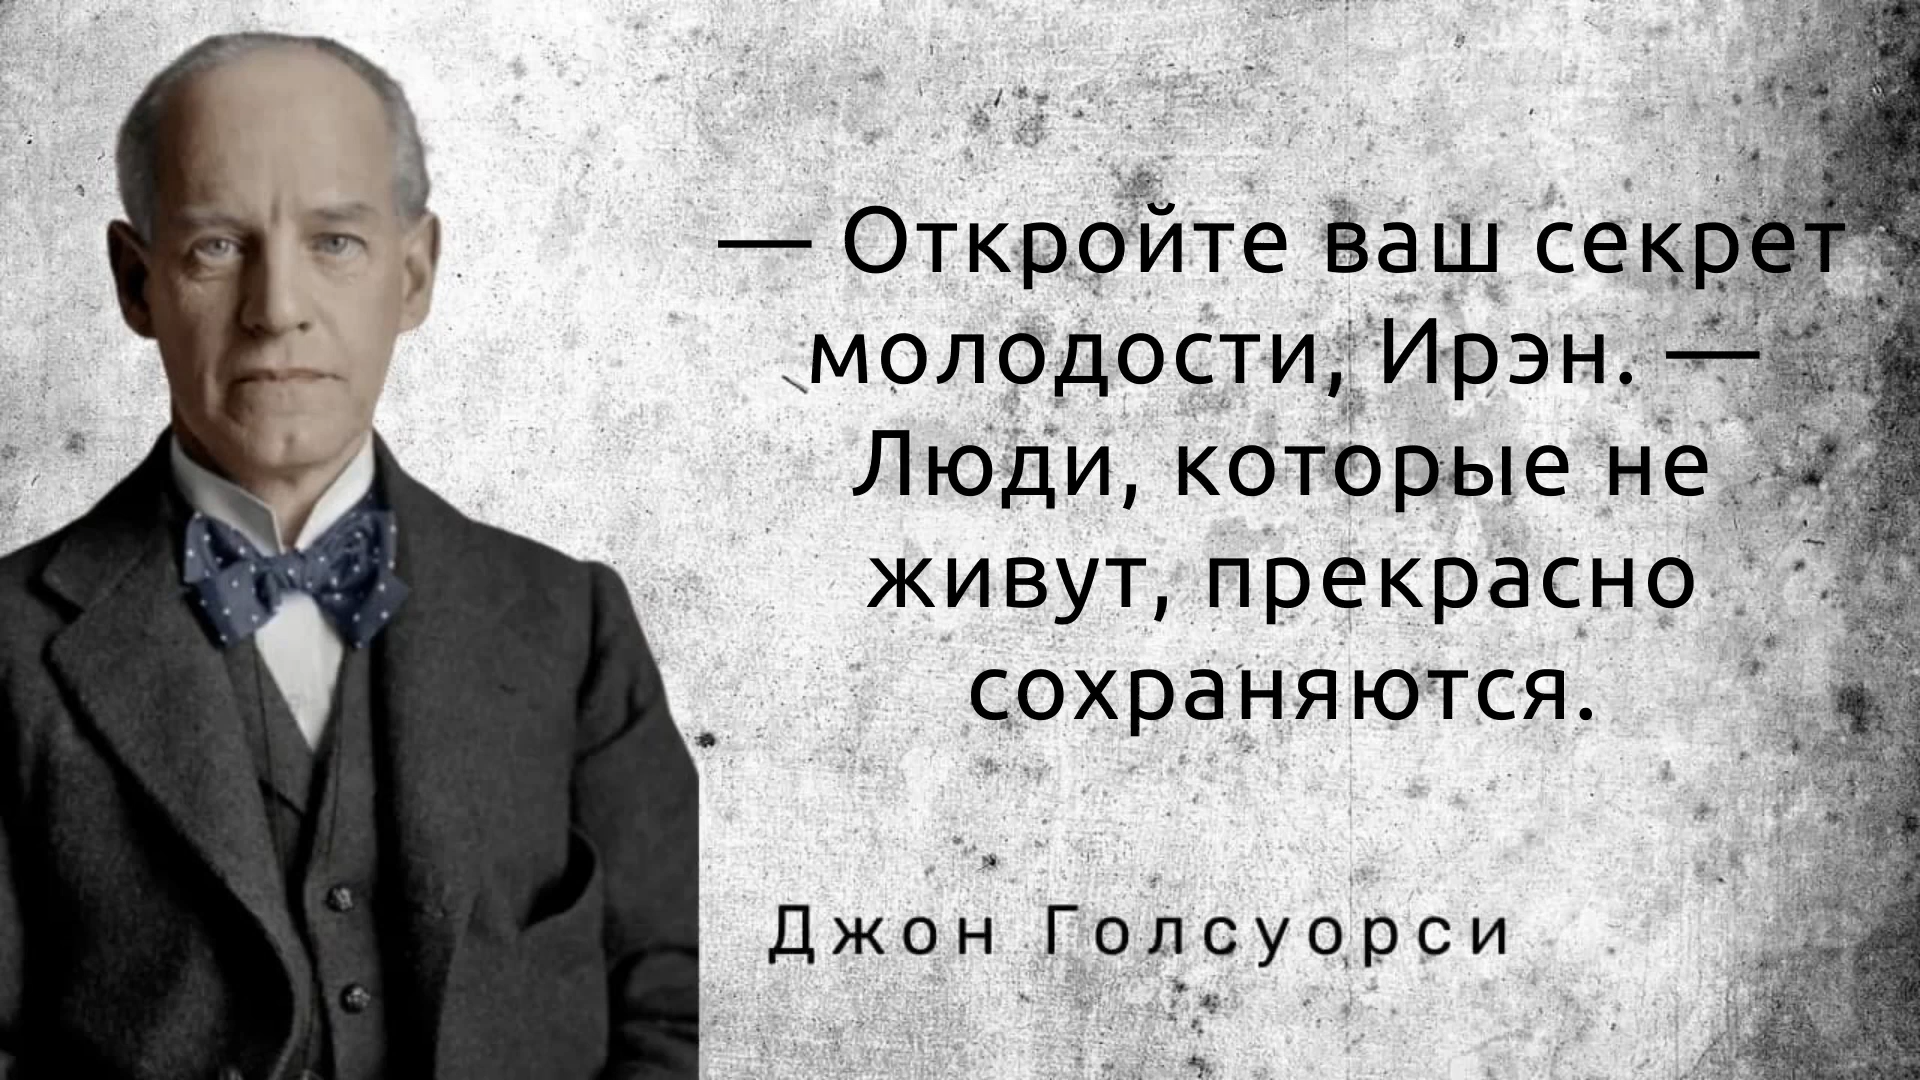 — Откройте ваш секрет
молодости, Ирэн. —
Люди, которые не
живут, прекрасно
сохраняются.
Джон Голсуорси